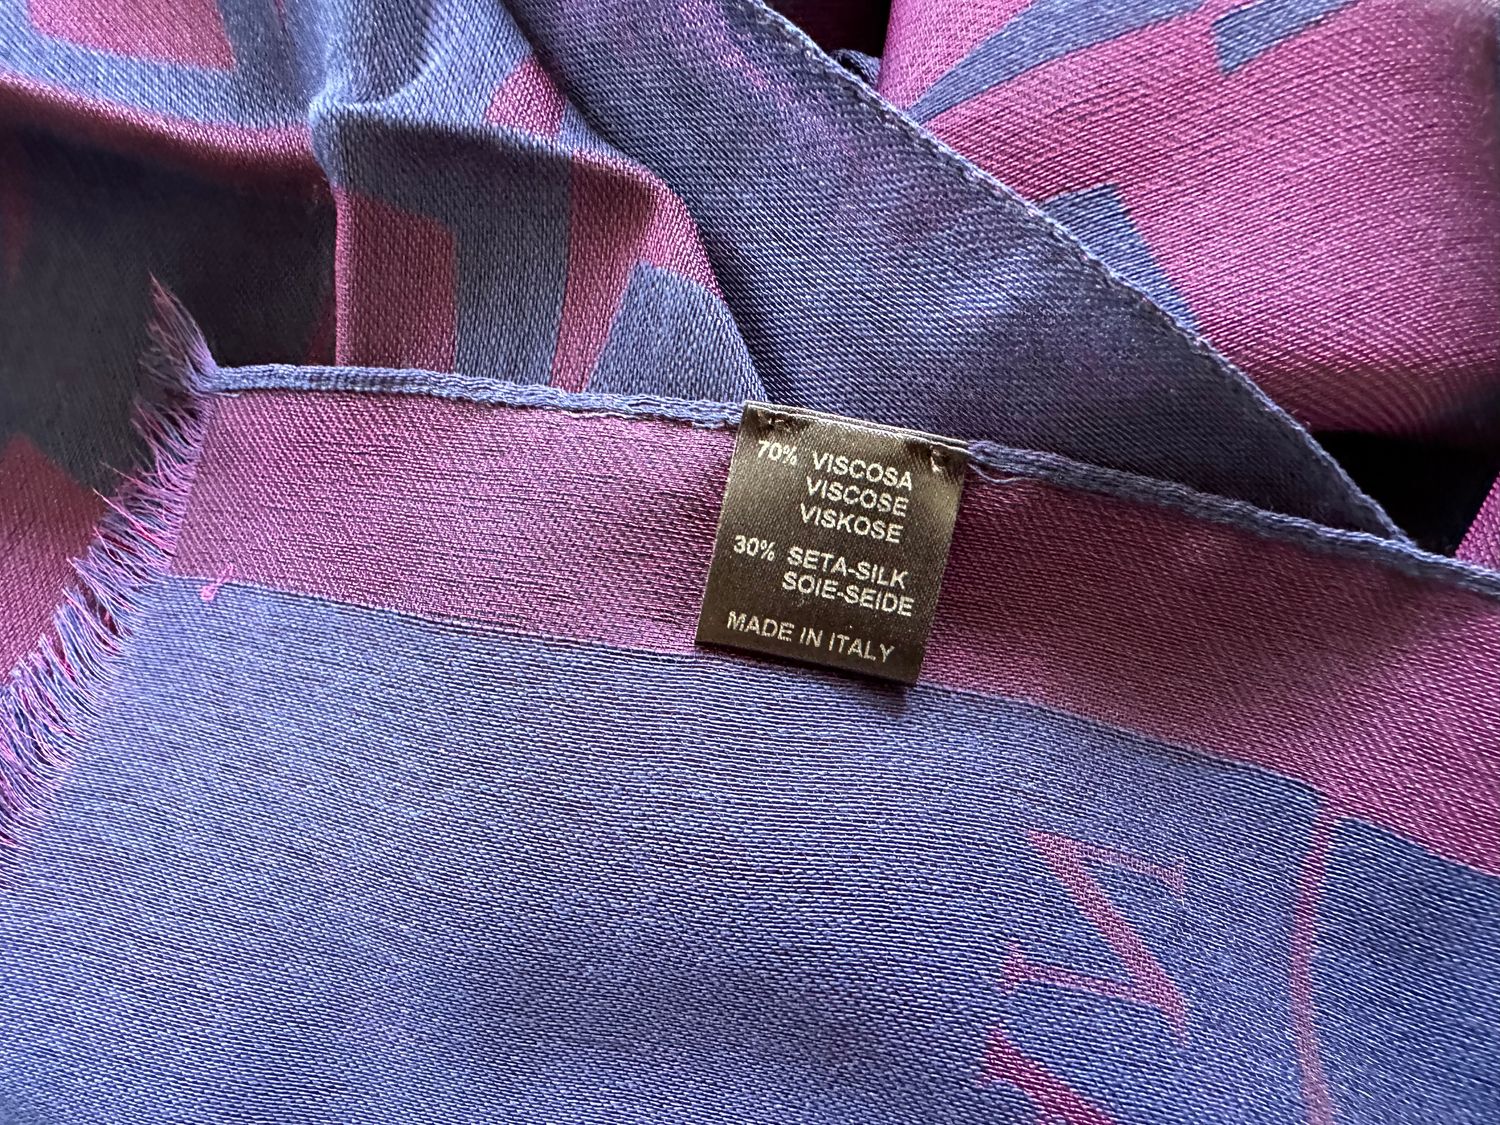 70% VISCOSA
VISCOSE
VISKOSE
30% SETA-SILK
SOIE-SEIDE
MADE IN ITALY